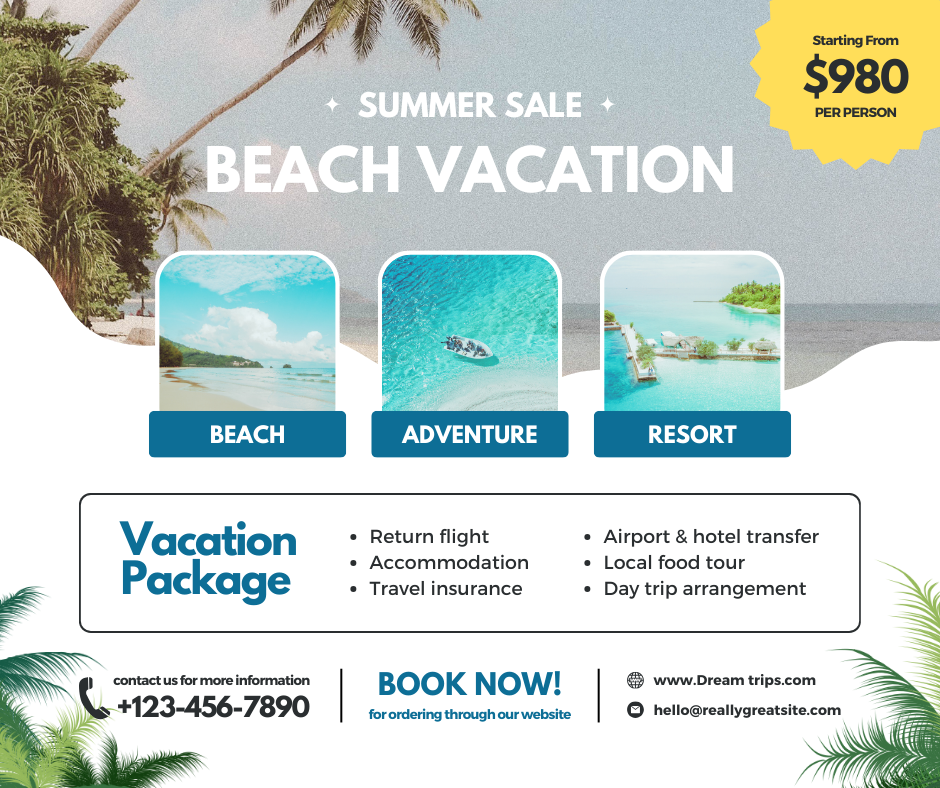 Starting From
$980
PER PERSON
SUMMER SALE
BEACH VACATION
BEACH
ADVENTURE
RESORT
Vacation
Package
• Return flight
• Accommodation
• Travel insurance
• Airport & hotel transfer
• Local food tour
• Day trip arrangement
contact us for more information
+123-456-7890
BOOK NOW!
for ordering through our website
www.Dream trips.com
hello@reallygreatsite.com